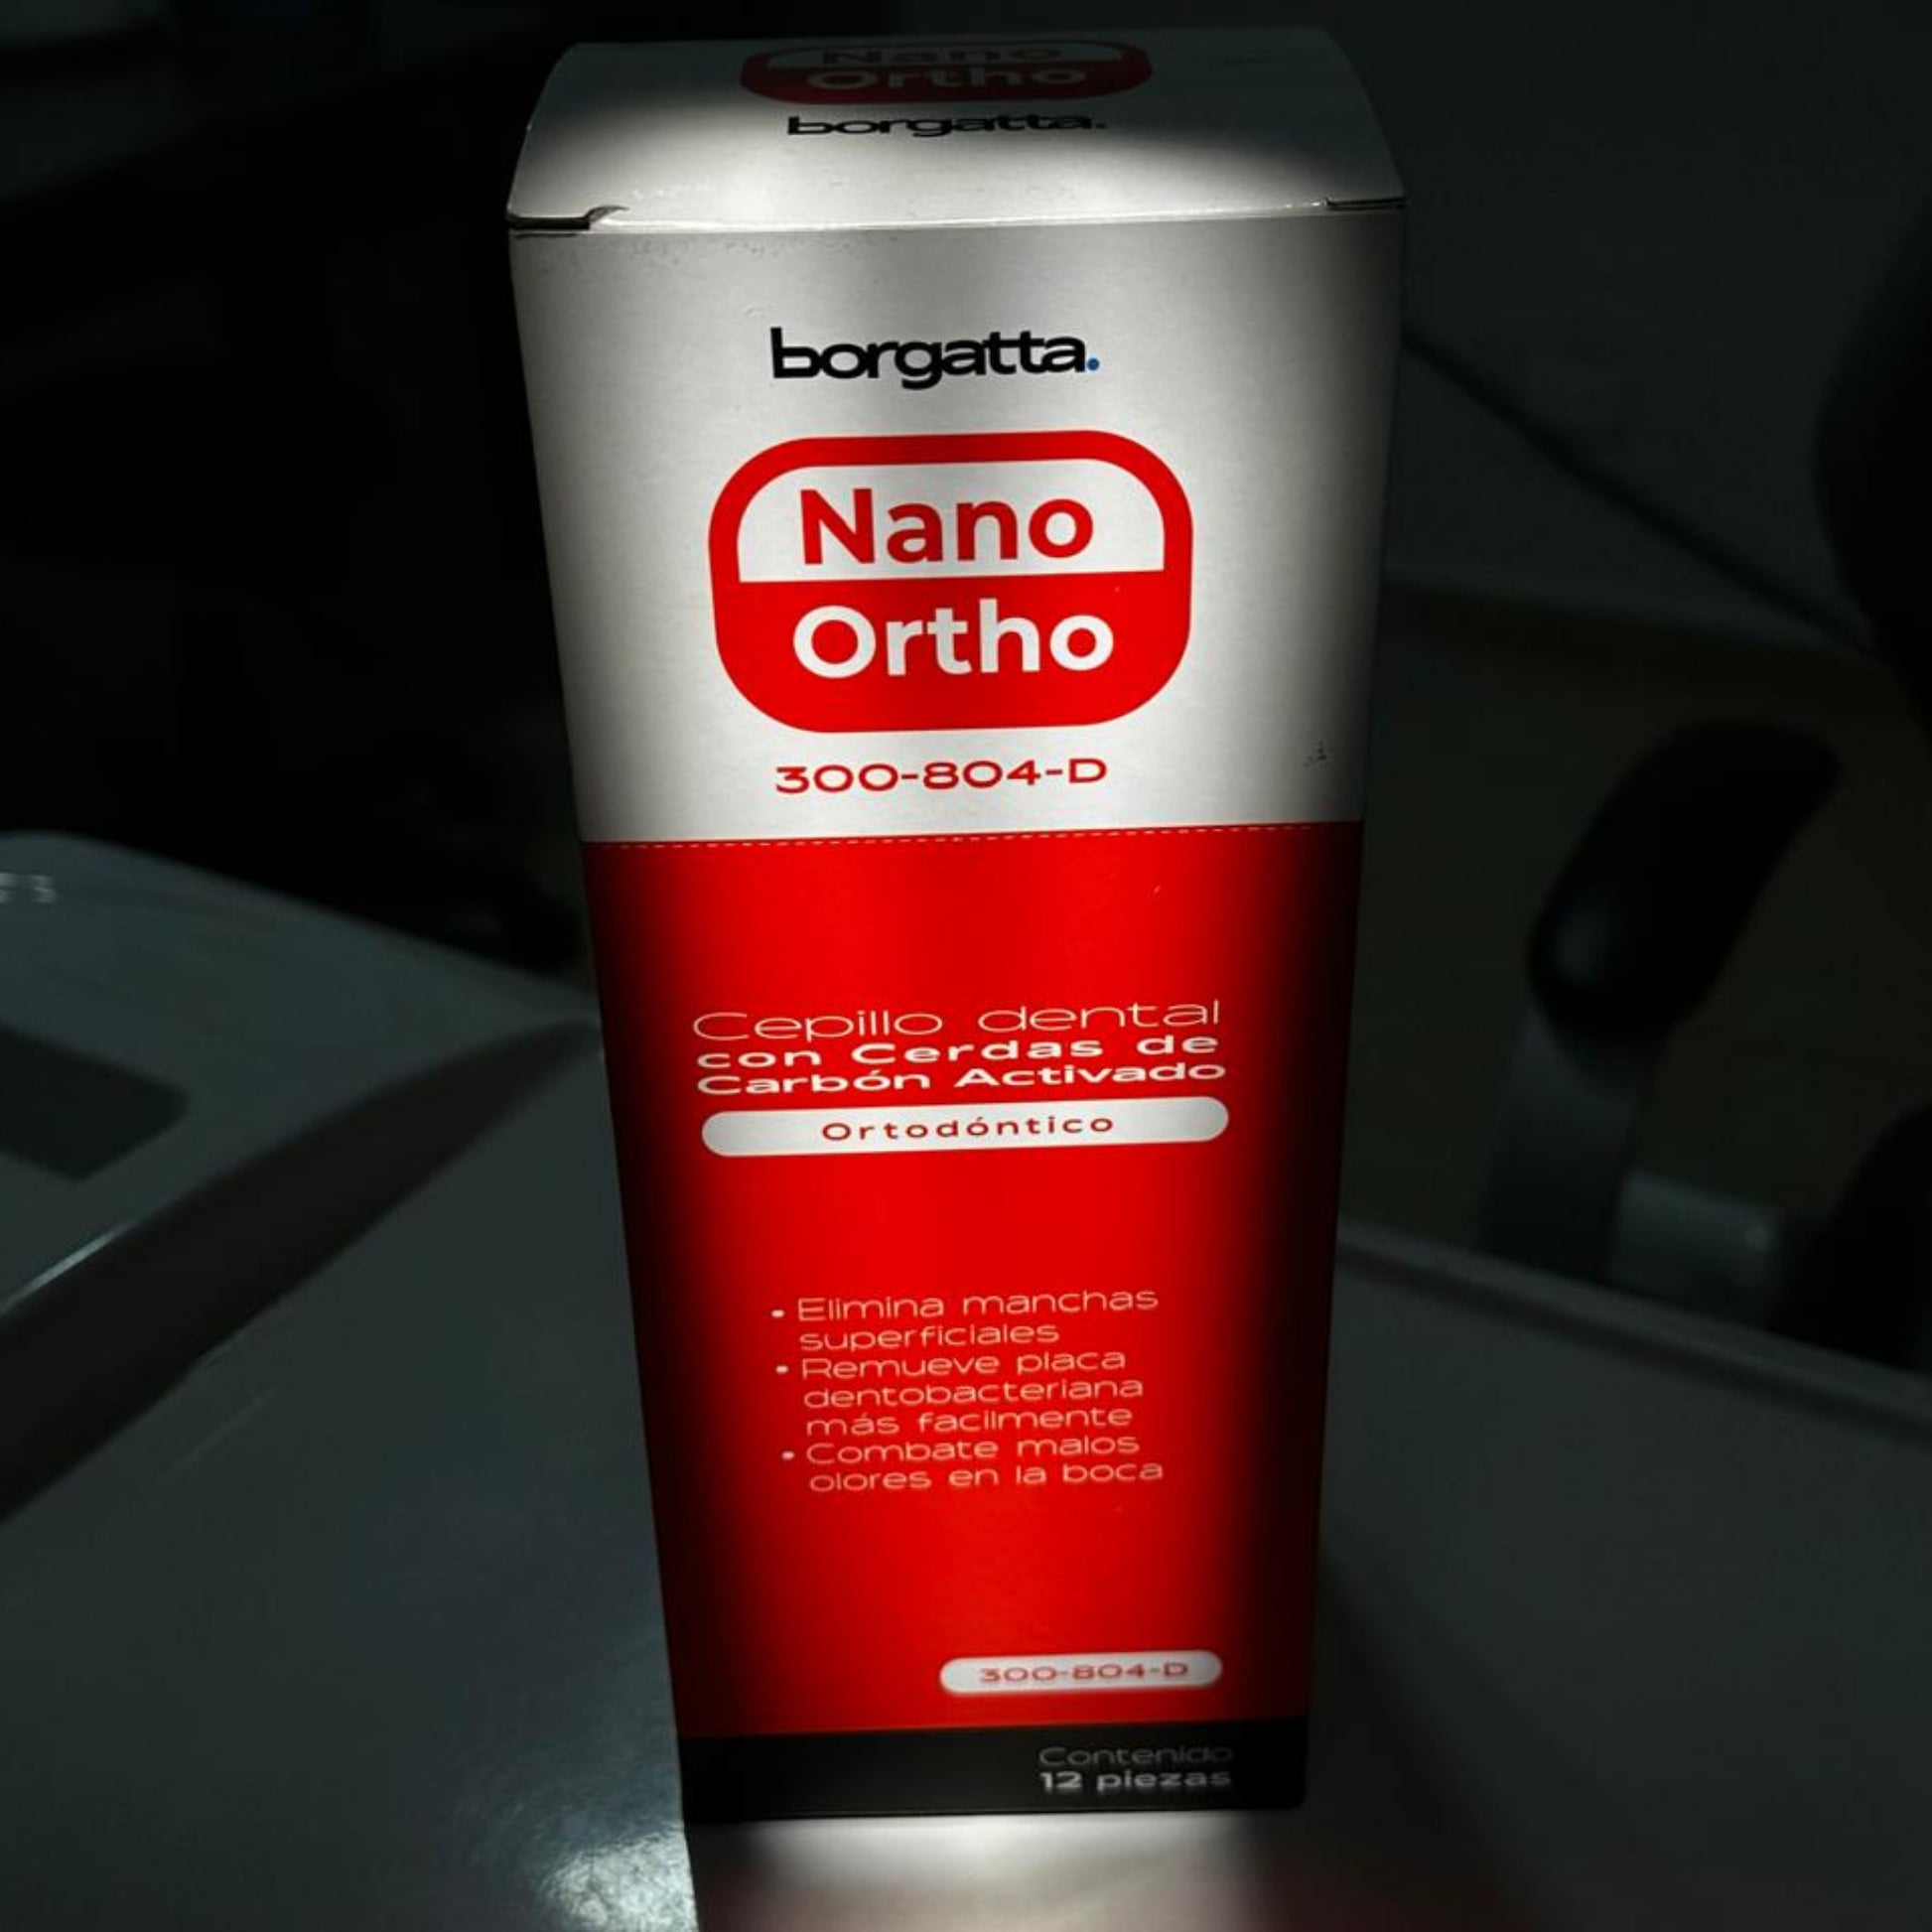 Nano
Ortho
borgatta.
borgatta.
Nano
Ortho
300-804-D
Cepillo dental
con Cerdas de
Carbón Activado
Ortodóntico
• Elimina manchas
superficiales
• Remueve placa
dentobacteriana
más facilmente
• Combate malos
olores en la boca
300-804-D
Contenido
12 piezas